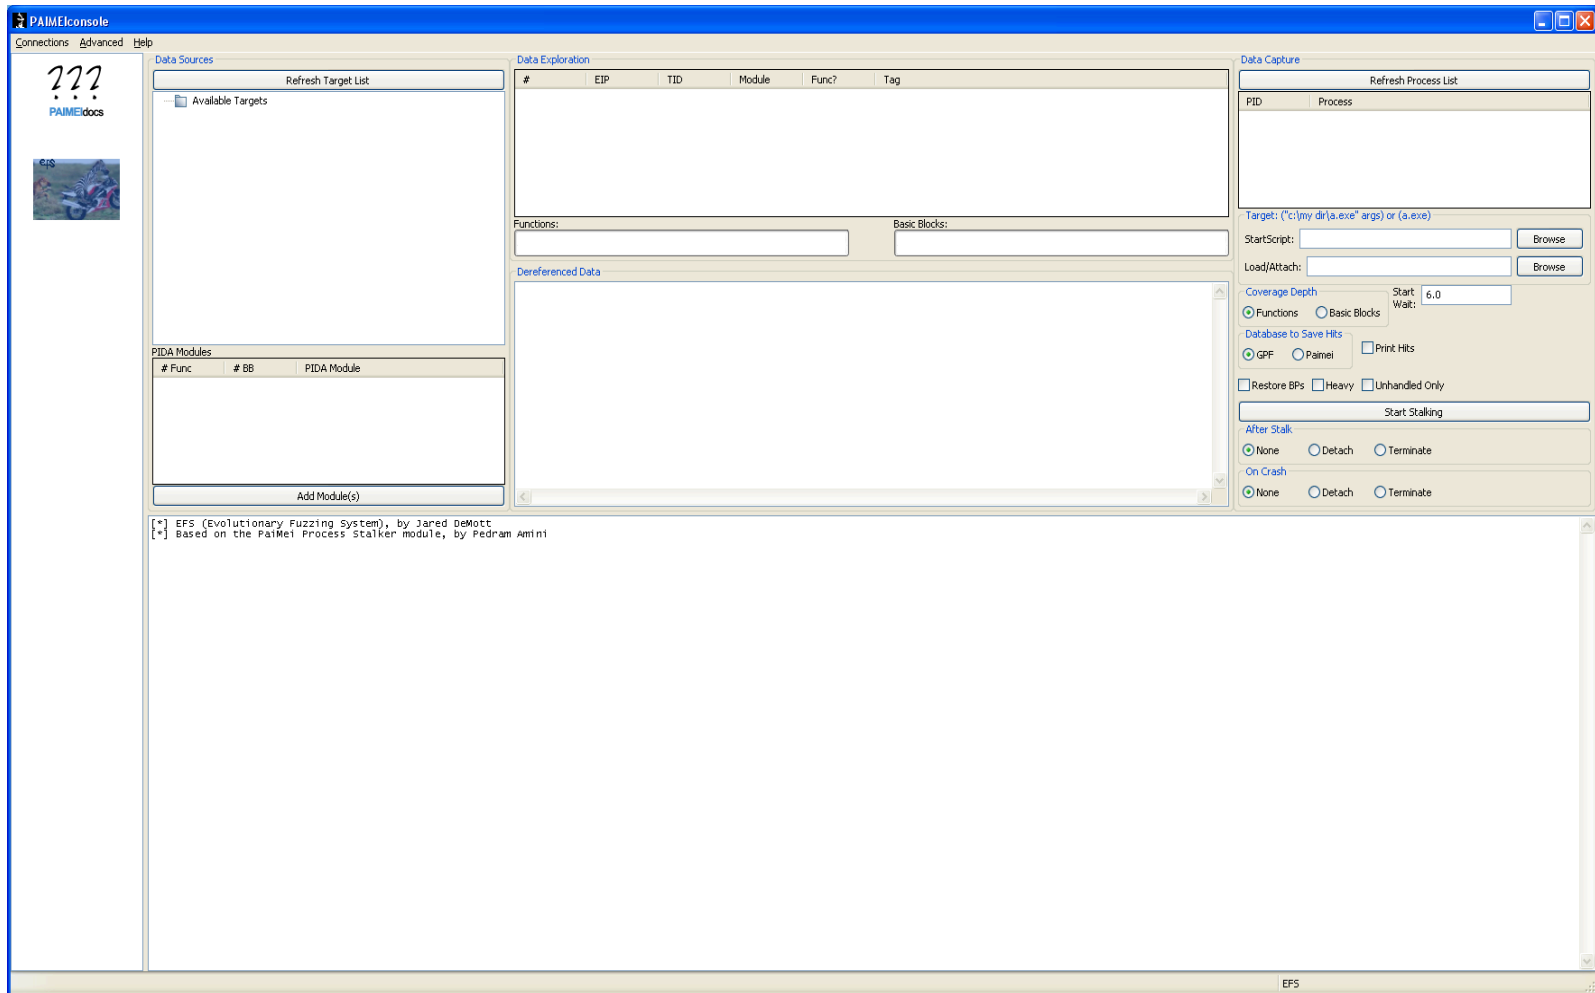 PAIMEIconsole
Connections Advanced Help
???
PAIMEIdocs
efs
Data Sources
Refresh Target List
Available Targets
PIDA Modules
# Func # BB PIDA Module
Add Module(s)
Data Exploration
# EIP TID Module Func? Tag
Functions: Basic Blocks:
Dereferenced Data
Data Capture
Refresh Process List
PID Process
Target: ("c:\my dir\a.exe" args) or (a.exe)
StartScript: Browse
Load/Attach: Browse
Coverage Depth
Functions Basic Blocks
Start Wait: 6.0
Database to Save Hits
GPF Paimei
Print Hits
Restore BPs Heavy Unhandled Only
Start Stalking
After Stalk
None Detach Terminate
On Crash
None Detach Terminate
[*] EFS (Evolutionary Fuzzing System), by Jared DeMott
[*] Based on the PaiMei Process Stalker module, by Pedram Amini
EFS